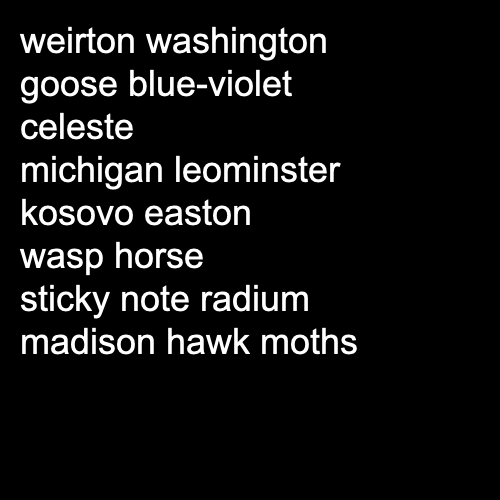 weirton washington
goose blue-violet
celeste
michigan leominster
kosovo easton
wasp horse
sticky note radium
madison hawk moths